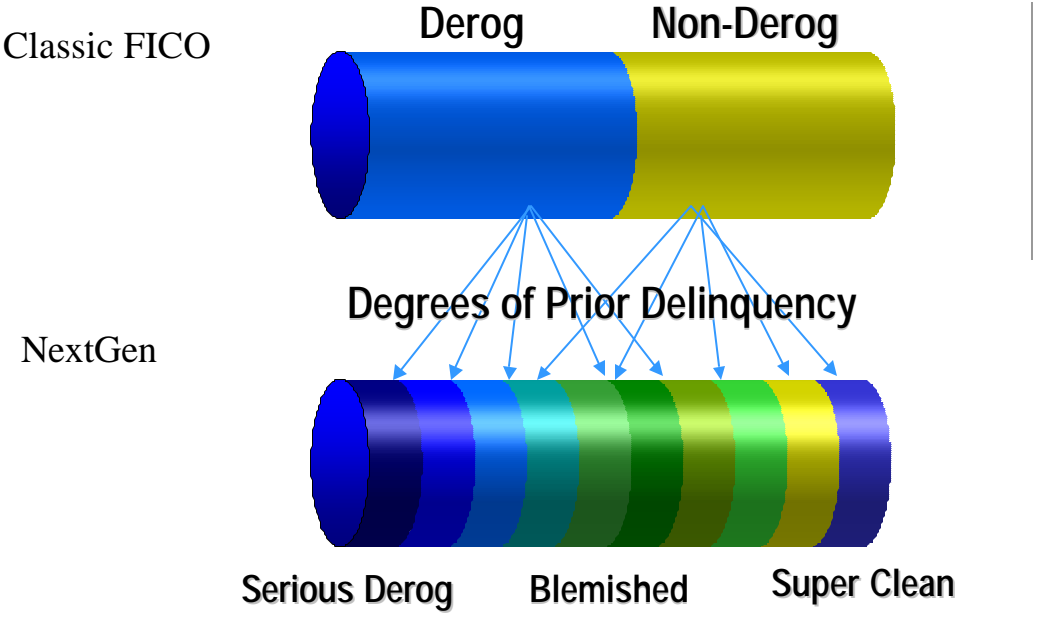 Derog Non-Derog
Classic FICO
Degrees of Prior Delinquency
NextGen
Serious Derog Blemished Super Clean